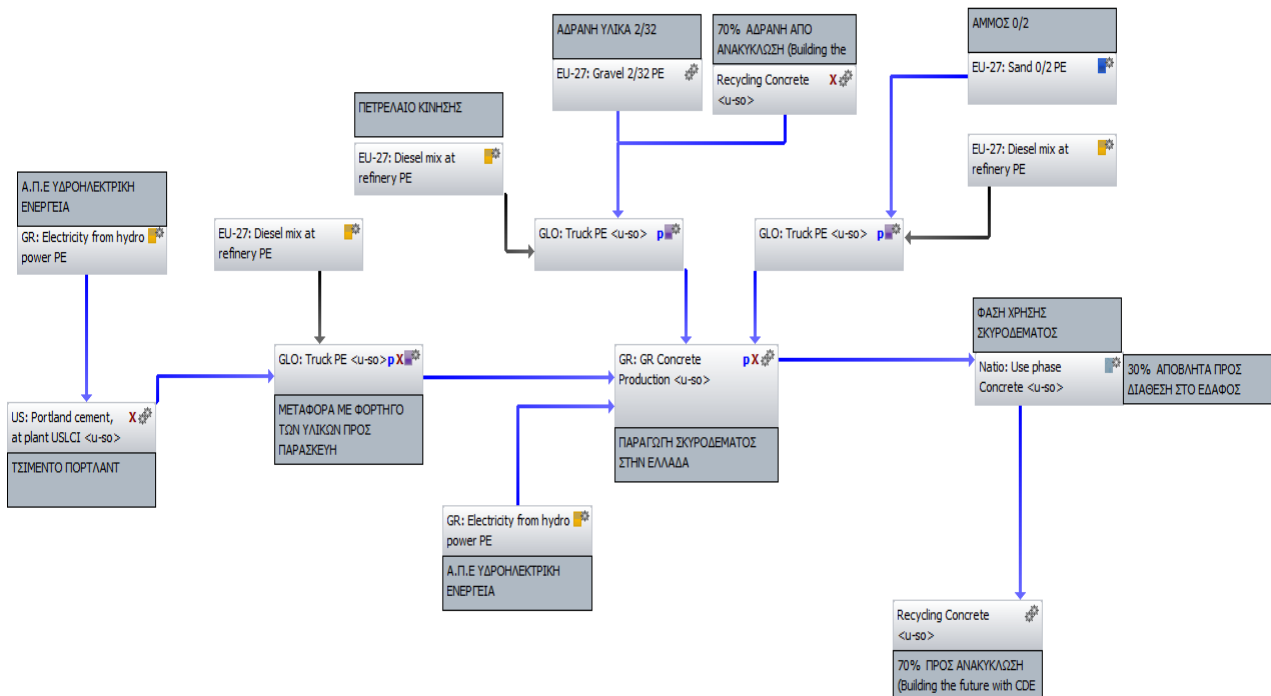 ΑΔΡΑΝΗ ΥΛΙΚΑ 2/32
EU-27: Gravel 2/32 PE
70% ΑΔΡΑΝΗ ΑΠΟ
ΑΝΑΚΥΚΛΩΣΗ (Building the
Recycling Concrete
<u-so>
X
ΑΜΜΟΣ 0/2
EU-27: Sand 0/2 PE
ΠΕΤΡΕΛΑΙΟ ΚΙΝΗΣΗΣ
EU-27: Diesel mix at
refinery PE
EU-27: Diesel mix at
refinery PE
Α.Π.Ε ΥΔΡΟΗΛΕΚΤΡΙΚΗ
ΕΝΕΡΓΕΙΑ
GR: Electricity from hydro
power PE
EU-27: Diesel mix at
refinery PE
GLO: Truck PE <u-so> p
GLO: Truck PE <u-so> p
GLO: Truck PE <u-so> p X
ΜΕΤΑΦΟΡΑ ΜΕ ΦΟΡΤΗΓΟ
ΤΩΝ ΥΛΙΚΩΝ ΠΡΟΣ
ΠΑΡΑΣΚΕΥΗ
GR: GR Concrete
Production <u-so>
p X
ΠΑΡΑΓΩΓΗ ΣΚΥΡΟΔΕΜΑΤΟΣ
ΣΤΗΝ ΕΛΛΑΔΑ
ΦΑΣΗ ΧΡΗΣΗΣ
ΣΚΥΡΟΔΕΜΑΤΟΣ
Natio: Use phase
Concrete <u-so>
30% ΑΠΟΒΛΗΤΑ ΠΡΟΣ
ΔΙΑΘΕΣΗ ΣΤΟ ΕΔΑΦΟΣ
US: Portland cement,
at plant USLCI <u-so>
X
ΤΣΙΜΕΝΤΟ ΠΟΡΤΛΑΝΤ
GR: Electricity from hydro
power PE
Α.Π.Ε ΥΔΡΟΗΛΕΚΤΡΙΚΗ
ΕΝΕΡΓΕΙΑ
Recycling Concrete
<u-so>
70% ΠΡΟΣ ΑΝΑΚΥΚΛΩΣΗ
(Building the future with CDE